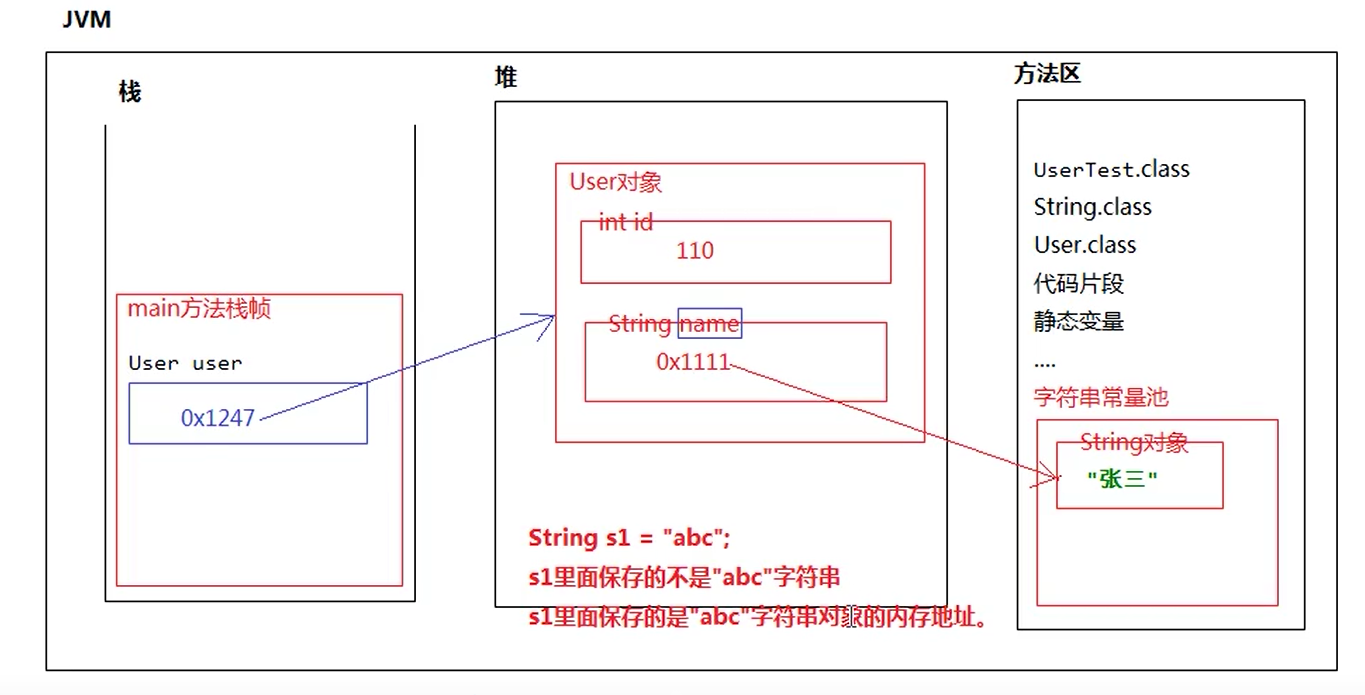 JVM
栈
堆
方法区
main方法栈帧
User user
0x1247
User对象
int id
110
String name
0x1111
String s1 = "abc";
s1里面保存的不是"abc"字符串
s1里面保存的是"abc"字符串对象的内存地址。
UserTest.class
String.class
User.class
代码片段
静态变量
....
字符串常量池
String对象
"张三"